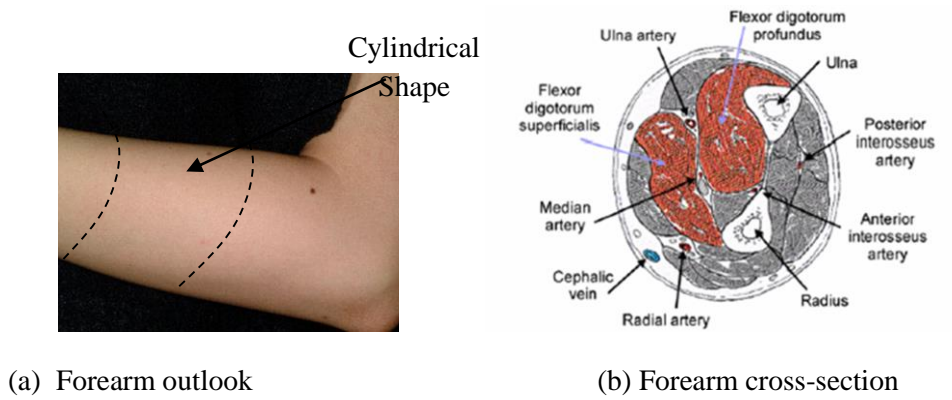 Cylindrical
Shape
Flexor digotorum
profundus
Ulna artery
Ulna
Flexor
digotorum
superficialis
Posterior
interosseus
artery
Median
artery
Anterior
interosseus
artery
Cephalic
vein
Radius
Radial artery
(a) Forearm outlook
(b) Forearm cross-section